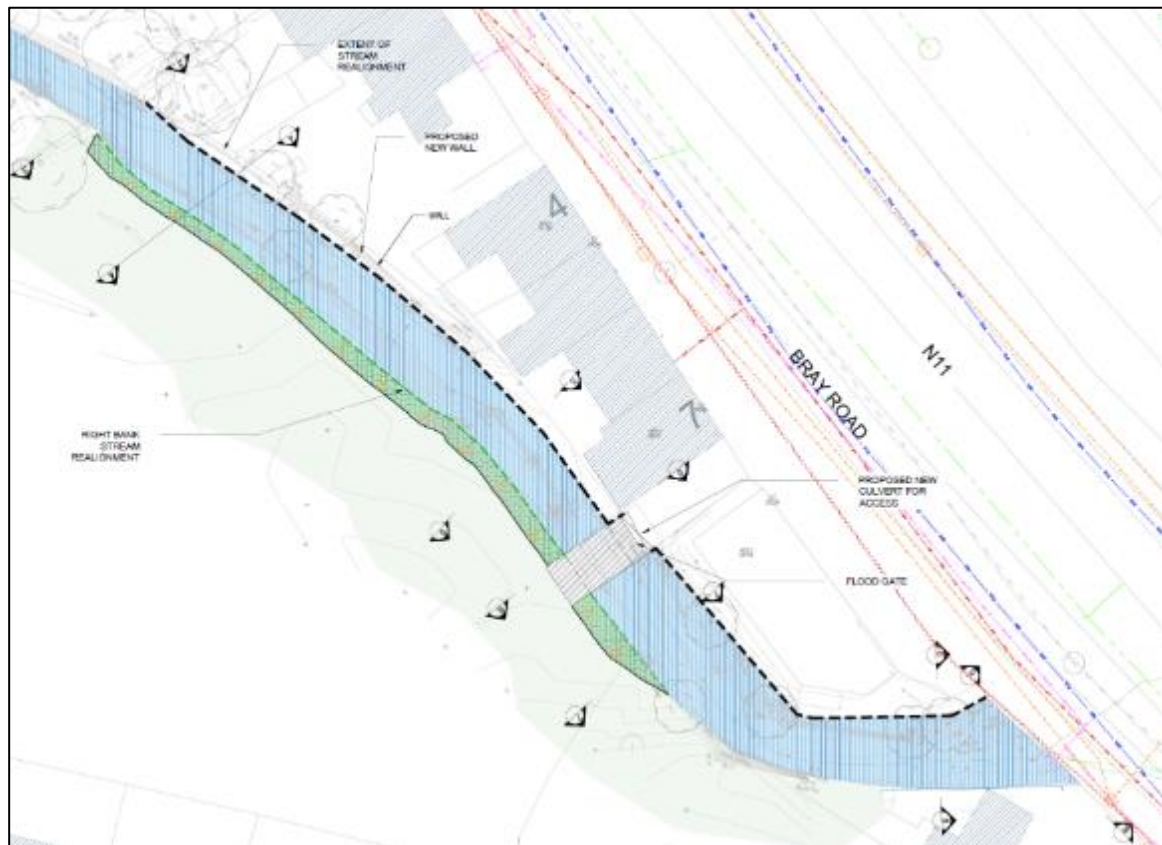 EXTENT OF
STREAM
REALIGNMENT
PROPOSED
NEW WALL
WALL
4
N11
BRAY ROAD
7
RIGHT BANK
STREAM
REALIGNMENT
PROPOSED NEW
CULVERT FOR
ACCESS
FLOOD GATE